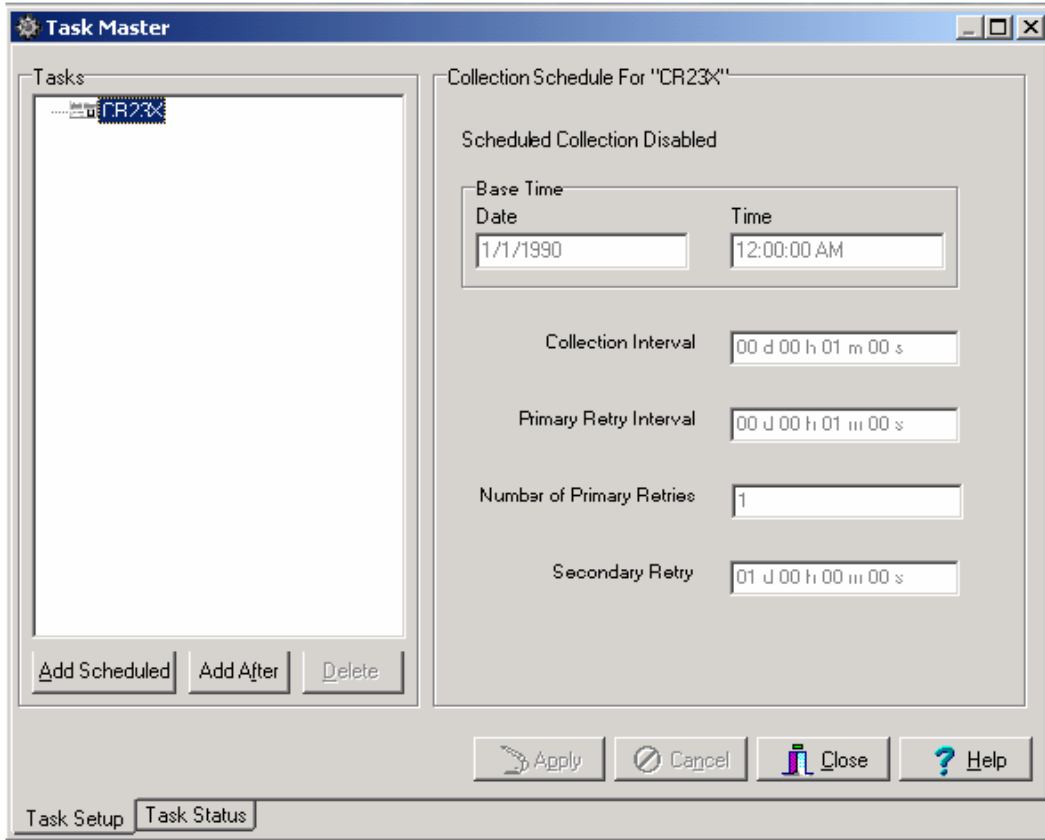 Task Master
Tasks
CR23X
Add Scheduled
Add After
Delete
Collection Schedule For "CR23X"
Scheduled Collection Disabled
Base Time
Date
Time
1/1/1990
12:00:00 AM
Collection Interval
00 d 00 h 01 m 00 s
Primary Retry Interval
00 d 00 h 01 m 00 s
Number of Primary Retries
1
Secondary Retry
01 d 00 h 00 m 00 s
Apply
Cancel
Close
? Help
Task Setup
Task Status